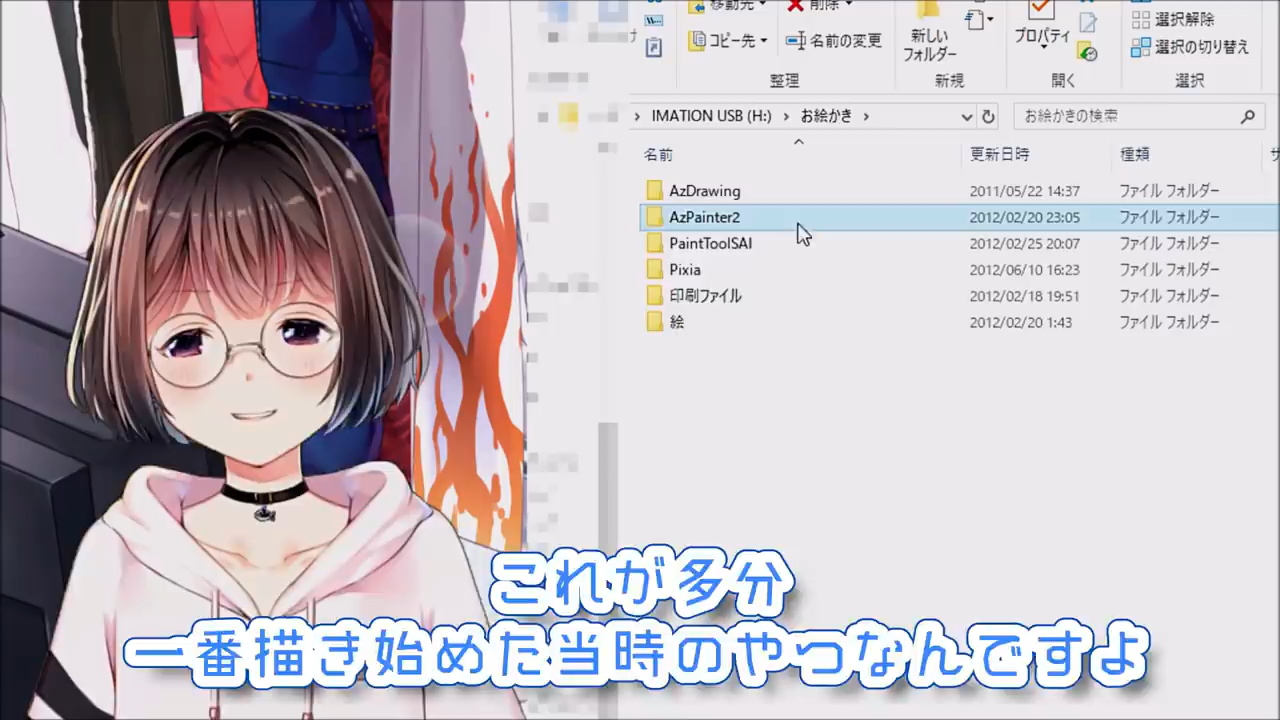 移動先 削除
コピー先 名前の変更
新しい
フォルダー
プロパティ
選択解除
選択の切り替え
整理 新規 開く 選択
IMATION USB (H:) お絵かき
お絵かきの検索
名前 更新日時 種類
AzDrawing 2011/05/22 14:37 ファイル フォルダー
AzPainter2 2012/02/20 23:05 ファイル フォルダー
PaintToolSAI 2012/02/25 20:07 ファイル フォルダー
Pixia 2012/06/10 16:23 ファイル フォルダー
印刷ファイル 2012/02/18 19:51 ファイル フォルダー
絵 2012/02/20 1:43 ファイル フォルダー
これが多分
一番描き始めた当時のやつなんですよ